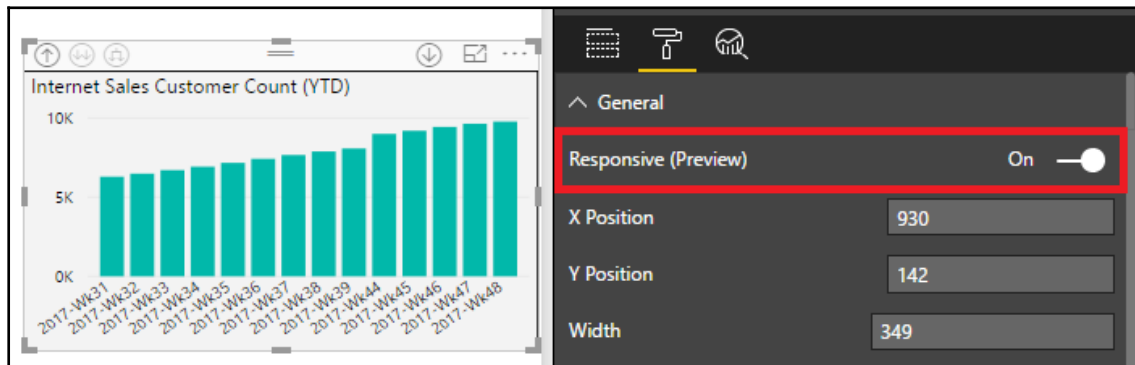 Internet Sales Customer Count (YTD)
10K
5K
0K
2017-Wk31
2017-Wk32
2017-Wk33
2017-Wk34
2017-Wk35
2017-Wk36
2017-Wk37
2017-Wk38
2017-Wk39
2017-Wk44
2017-Wk45
2017-Wk46
2017-Wk47
2017-Wk48
General
Responsive (Preview) On
X Position 930
Y Position 142
Width 349